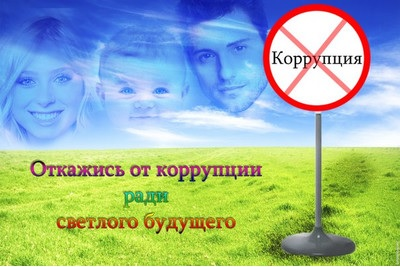 Коррупция
Откажись от коррупции
ради
светлого будущего